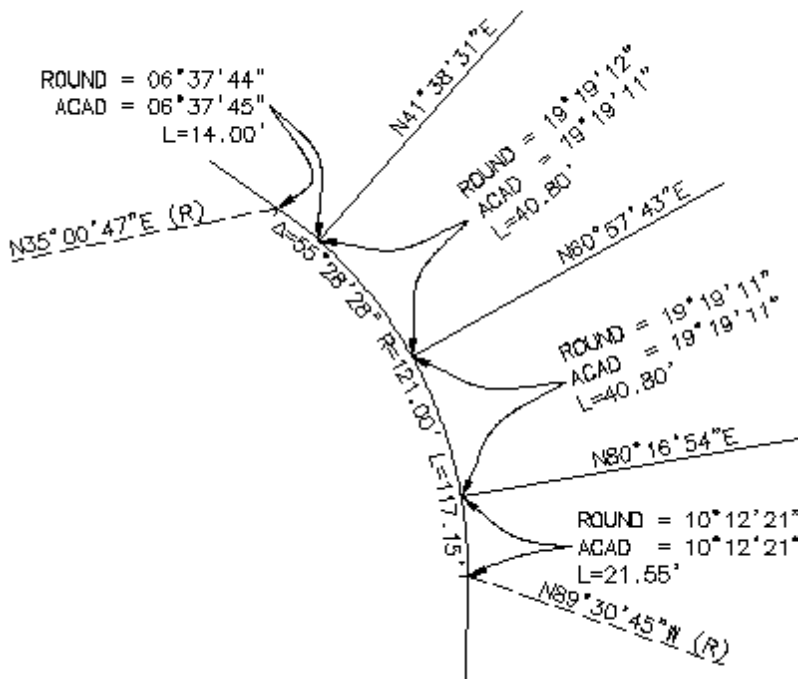 ROUND = 06°37'44"
ACAD = 06°37'45"
L=14.00'
N41°38'31"E
ROUND = 19°19'12"
ACAD = 19°19'11"
L=40.80'
N35°00'47"E (R)
N60°57'43"E
Δ=55°28'28" R=121.00' L=117.15'
ROUND = 19°19'11"
ACAD = 19°19'11"
L=40.80'
N80°16'54"E
ROUND = 10°12'21"
ACAD = 10°12'21"
L=21.55'
N89°30'45"W (R)